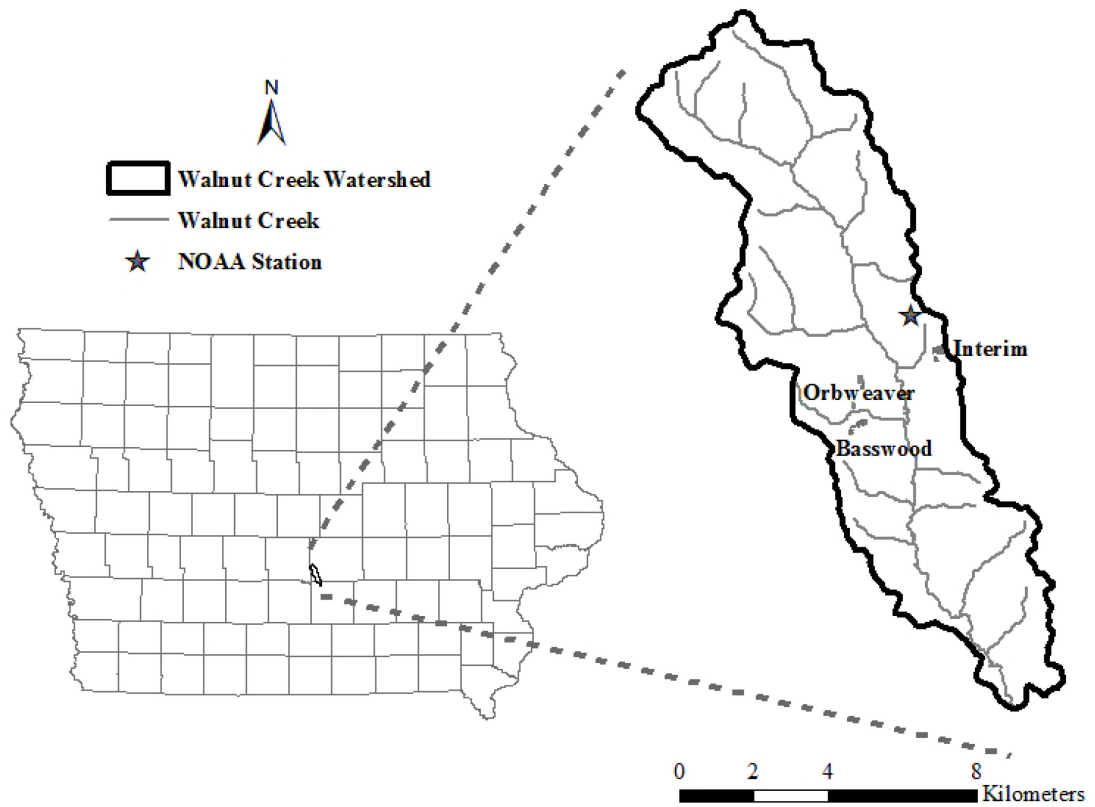 N
Walnut Creek Watershed
Walnut Creek
NOAA Station
Interim
Orbweaver
Basswood
0 2 4 8
Kilometers